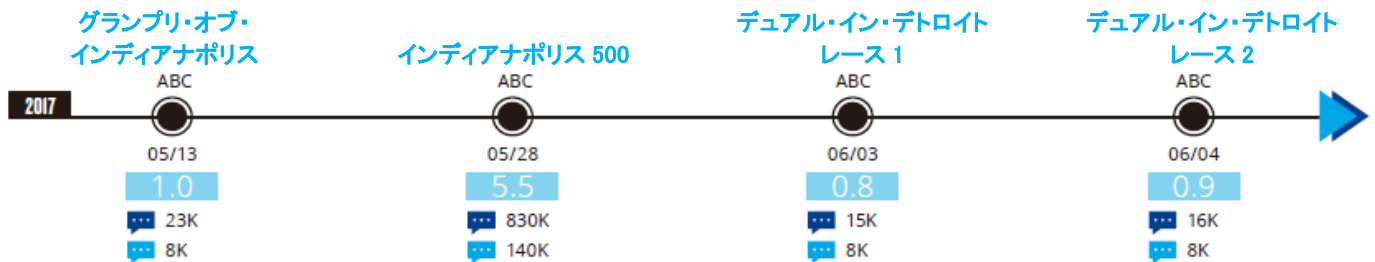 グランプリ・オブ・
インディアナポリス
インディアナポリス 500
デュアル・イン・デトロイト
レース 1
デュアル・イン・デトロイト
レース 2
ABC
ABC
ABC
ABC
2017
05/13
05/28
06/03
06/04
1.0
5.5
0.8
0.9
23K
830K
15K
16K
8K
140K
8K
8K